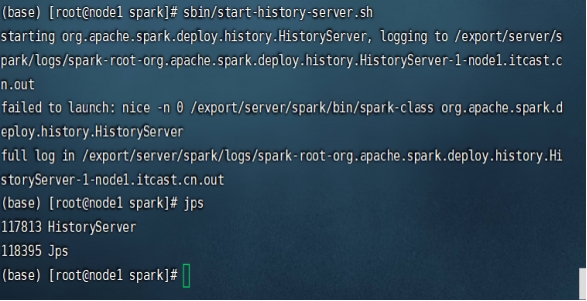 (base) [root@node1 spark]# sbin/start-history-server.sh
starting org.apache.spark.deploy.history.HistoryServer, logging to /export/server/s
park/logs/spark-root-org.apache.spark.deploy.history.HistoryServer-1-node1.itcast.c
n.out
failed to launch: nice -n 0 /export/server/spark/bin/spark-class org.apache.spark.d
eploy.history.HistoryServer
full log in /export/server/spark/logs/spark-root-org.apache.spark.deploy.history.Hi
storyServer-1-node1.itcast.cn.out
(base) [root@node1 spark]# jps
117813 HistoryServer
118395 Jps
(base) [root@node1 spark]#